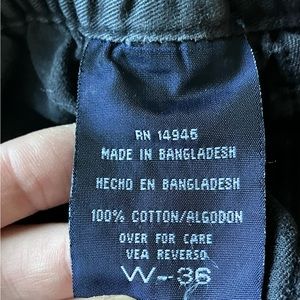 RN 14946
MADE IN BANGLADESH
HECHO EN BANGLADESH
100% COTTON/ALGODON
OVER FOR CARE
VEA REVERSO
W-36